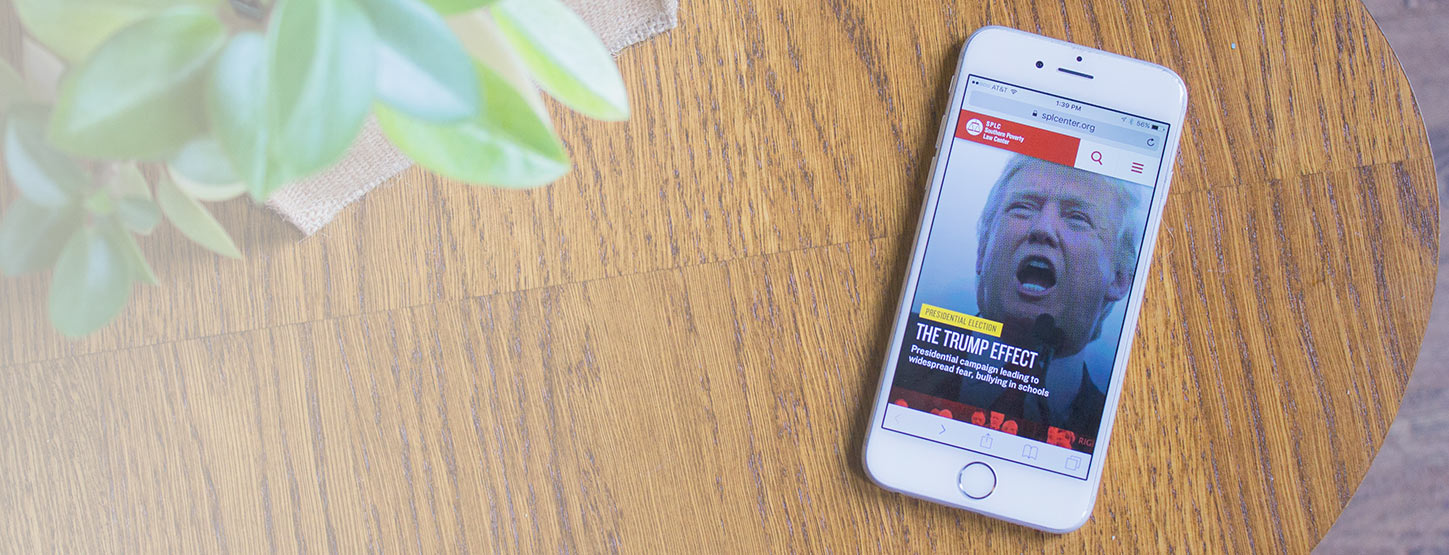 AT&T
1:39 PM
56%
splcenter.org
SPLC
Southern Poverty
Law Center
PRESIDENTIAL ELECTION
THE TRUMP EFFECT
Presidential campaign leading to
widespread fear, bullying in schools
RIG